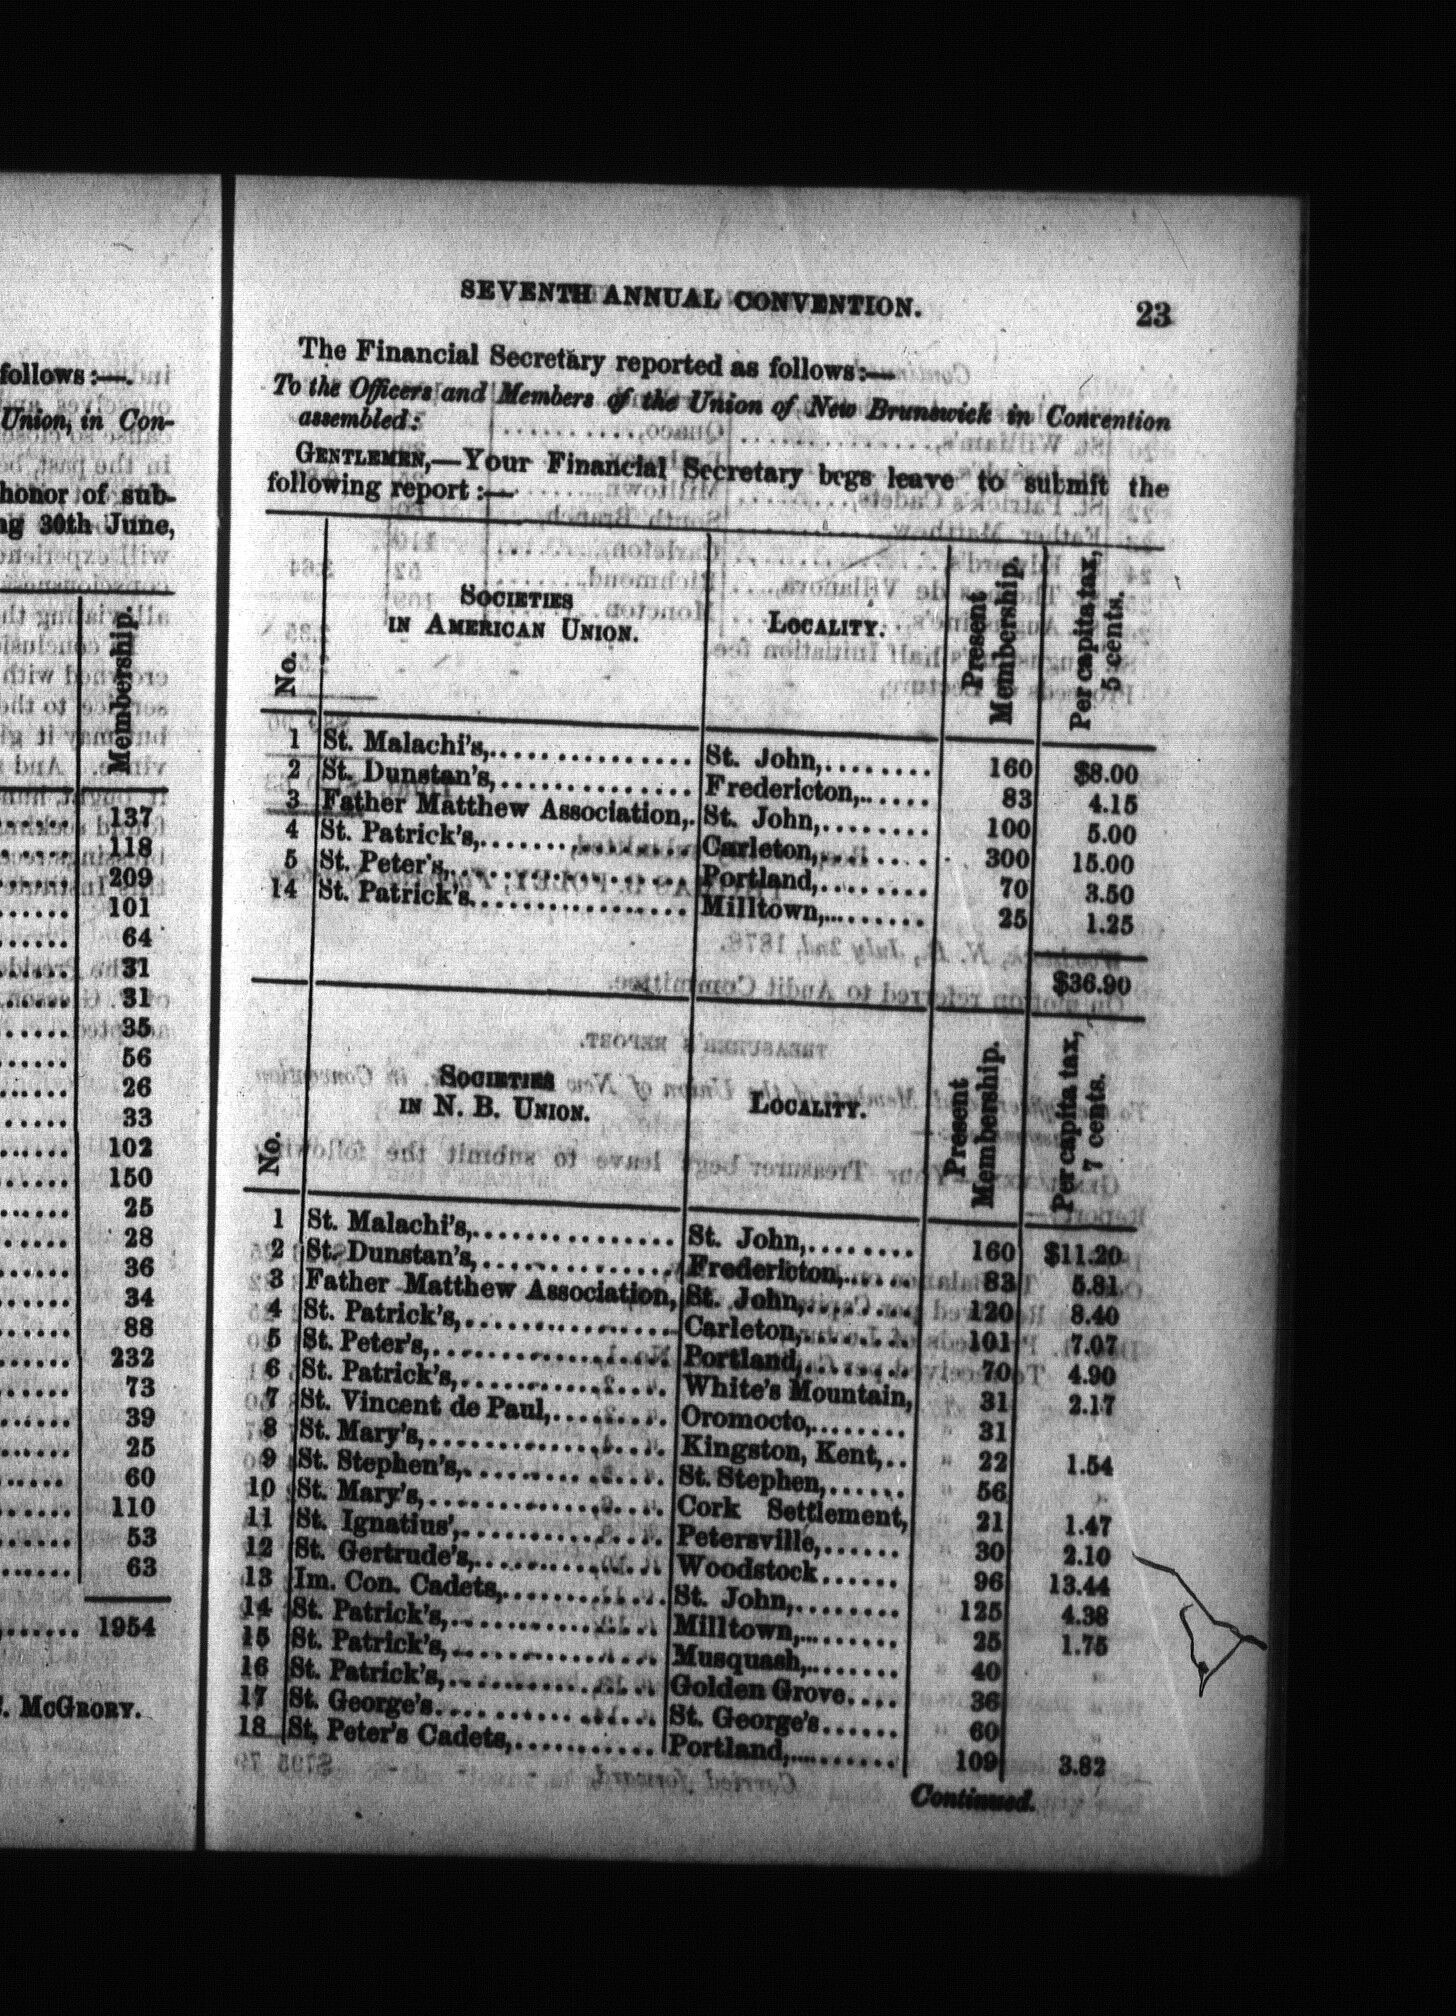 follows :—.
Union, in Con-
honor of sub-
ng 30th June,
Membership.
137
118
209
101
64
31
31
35
56
26
33
102
150
25
28
36
34
88
232
73
39
25
60
110
53
63
1954
. McGrory.
SEVENTH ANNUAL CONVENTION. 23
The Financial Secretary reported as follows:—
To the Officers and Members of the Union of New Brunswick in Convention
assembled:
Gentlemen,—Your Financial Secretary begs leave to submit the
following report :—
No. Societies in American Union. Locality. Present Membership. Per capita tax, 5 cents.
1 St. Malachi's,.............. St. John,........ 160 $8.00
2 St. Dunstan's,.............. Fredericton,...... 83 4.15
3 Father Matthew Association,. St. John,........ 100 5.00
4 St. Patrick's,.............. Carleton,........ 300 15.00
5 St. Peter's,................ Portland,........ 70 3.50
14 St. Patrick's................ Milltown,........ 25 1.25
$36.90
No. Societies in N. B. Union. Locality. Present Membership. Per capita tax, 7 cents.
1 St. Malachi's,.............. St. John,........ 160 $11.20
2 St. Dunstan's,.............. Fredericton,...... 83 5.81
3 Father Matthew Association, St. John,........ 120 8.40
4 St. Patrick's,.............. Carleton,........ 101 7.07
5 St. Peter's,................ Portland,........ 70 4.90
6 St. Patrick's,.............. White's Mountain, 31 2.17
7 St. Vincent de Paul,........ Oromocto,....... 31 "
8 St. Mary's,................ Kingston, Kent,.. 22 1.54
9 St. Stephen's,.............. St. Stephen,...... 56 "
10 St. Mary's,................ Cork Settlement, 21 1.47
11 St. Ignatius',.............. Petersville,...... 30 2.10
12 St. Gertrude's,............. Woodstock...... 96 13.44
13 Im. Con. Cadets,........... St. John,........ 125 4.38
14 St. Patrick's,.............. Milltown,........ 25 1.75
15 St. Patrick's,.............. Musquash,....... 40 "
16 St. Patrick's,.............. Golden Grove.... 36 "
17 St. George's............... St. George's...... 60 "
18 St, Peter's Cadets,.......... Portland,........ 109 3.82
Continued.